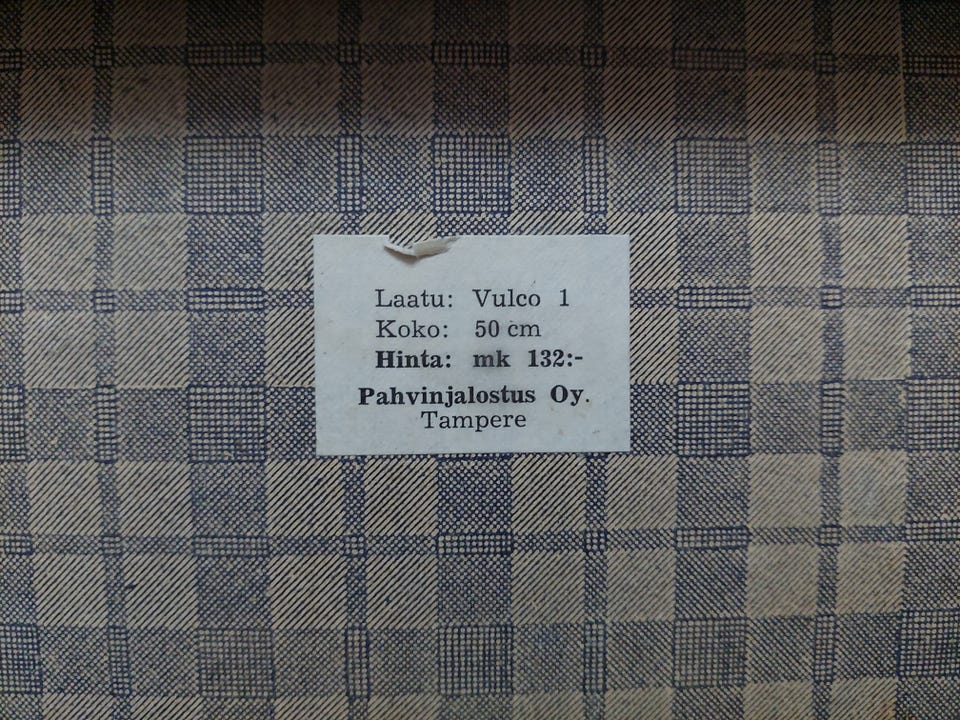 Laatu: Vulco 1
Koko: 50 cm
Hinta: mk 132:-
Pahvinjalostus Oy.
Tampere